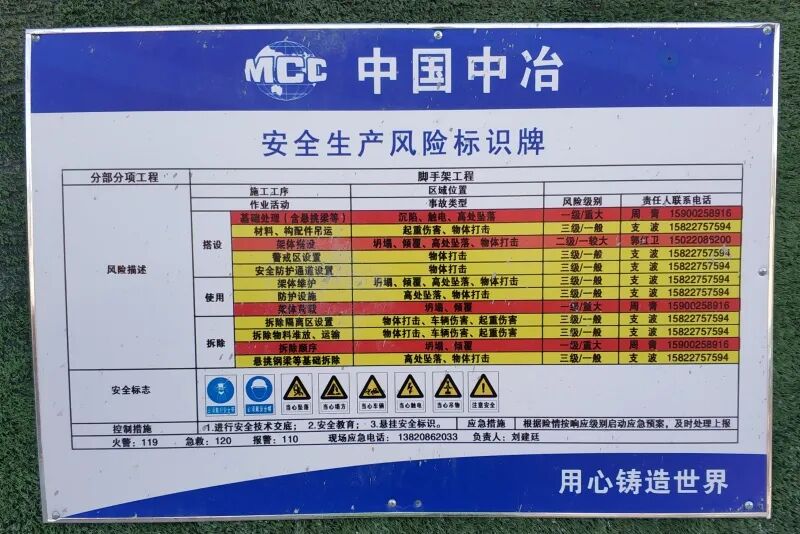 MCC 中国中冶
安全生产风险标识牌
分部分项工程 脚手架工程
施工工序 区域位置
作业活动 事故类型 风险级别 责任人联系电话
风险描述
搭设
基础处理（含悬挑梁等） 沉陷、触电、高处坠落 一级/重大 周青 15900258916
材料、构配件吊运 起重伤害、物体打击 三级/一般 支波 15822757594
架体搭设 坍塌、倾覆、高处坠落、物体打击 二级/一较大 郭红卫 15022086200
警戒区设置 物体打击 三级/一般 支波 15822757594
安全防护通道设置 物体打击 三级/一般 支波 15822757594
使用
架体维护 坍塌、倾覆、高处坠落、物体打击 三级/一般 支波 15822757594
防护设施 高处坠落、物体打击 三级/一般 支波 15822757594
架体荷载 坍塌、倾覆 一级/重大 周青 15900258916
拆除
拆除隔离区设置 物体打击、车辆伤害、起重伤害 三级/一般 支波 15822757594
拆除物料堆放、运输 物体打击、车辆伤害、起重伤害 三级/一般 支波 15822757594
拆除顺序 坍塌、倾覆 一级/重大 周青 15900258916
悬挑钢梁等基础拆除 高处坠落、物体打击 三级/一般 支波 15822757594
安全标志
当心坠落 当心塌方 当心车辆 当心触电 当心吊物 注意安全
控制措施 1.进行安全技术交底；2.安全教育；3.悬挂安全标识。 应急措施 根据险情按响应级别启动应急预案，及时处理上报
火警：119 急救：120 报警：110 现场应急电话：13820862033 负责人：刘建廷
用心铸造世界